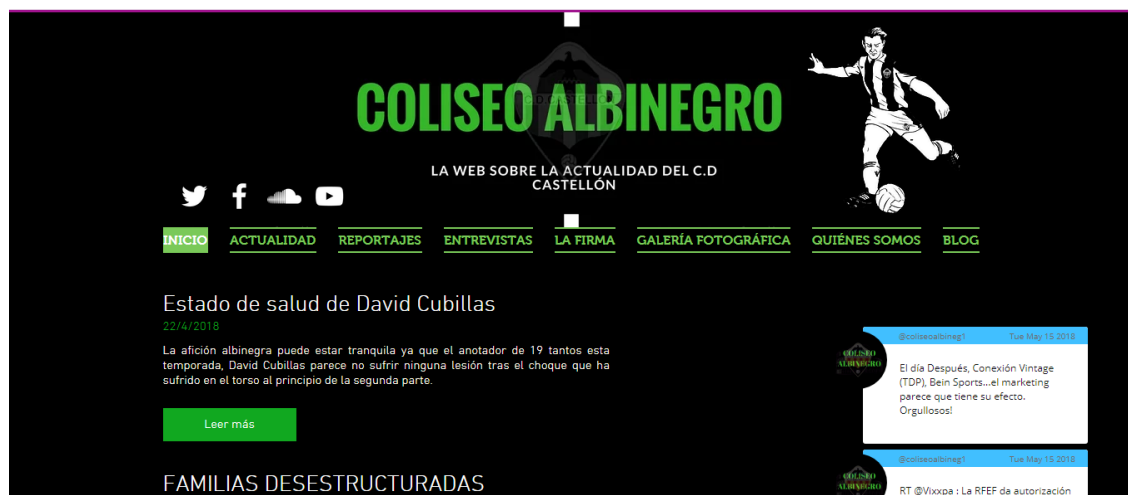 COLISEO ALBINEGRO
C.D CASTELLON
LA WEB SOBRE LA ACTUALIDAD DEL C.D
CASTELLÓN
INICIO
ACTUALIDAD
REPORTAJES
ENTREVISTAS
LA FIRMA
GALERÍA FOTOGRÁFICA
QUIÉNES SOMOS
BLOG
Estado de salud de David Cubillas
22/4/2018
La afición albinegra puede estar tranquila ya que el anotador de 19 tantos esta
temporada, David Cubillas parece no sufrir ninguna lesión tras el choque que ha
sufrido en el torso al principio de la segunda parte.
Leer más
FAMILIAS DESESTRUCTURADAS
@coliseoalbineg1 Tue May 15 2018
COLISEO
ALBINEGRO
El día Después, Conexión Vintage
(TDP), Bein Sports...el marketing
parece que tiene su efecto.
Orgullosos!
@coliseoalbineg1 Tue May 15 2018
COLISEO
ALBINEGRO
RT @Vixxpa : La RFEF da autorización